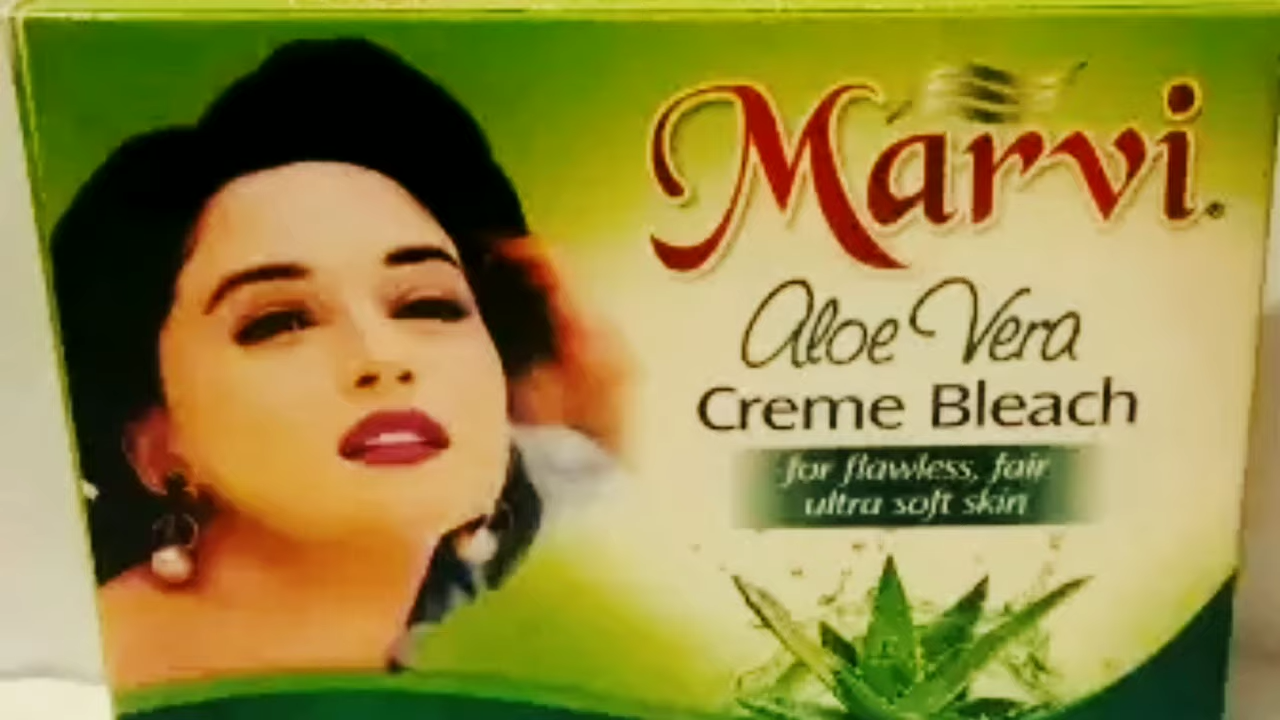 Marvi®
Aloe Vera
Creme Bleach
for flawless, fair
ultra soft skin